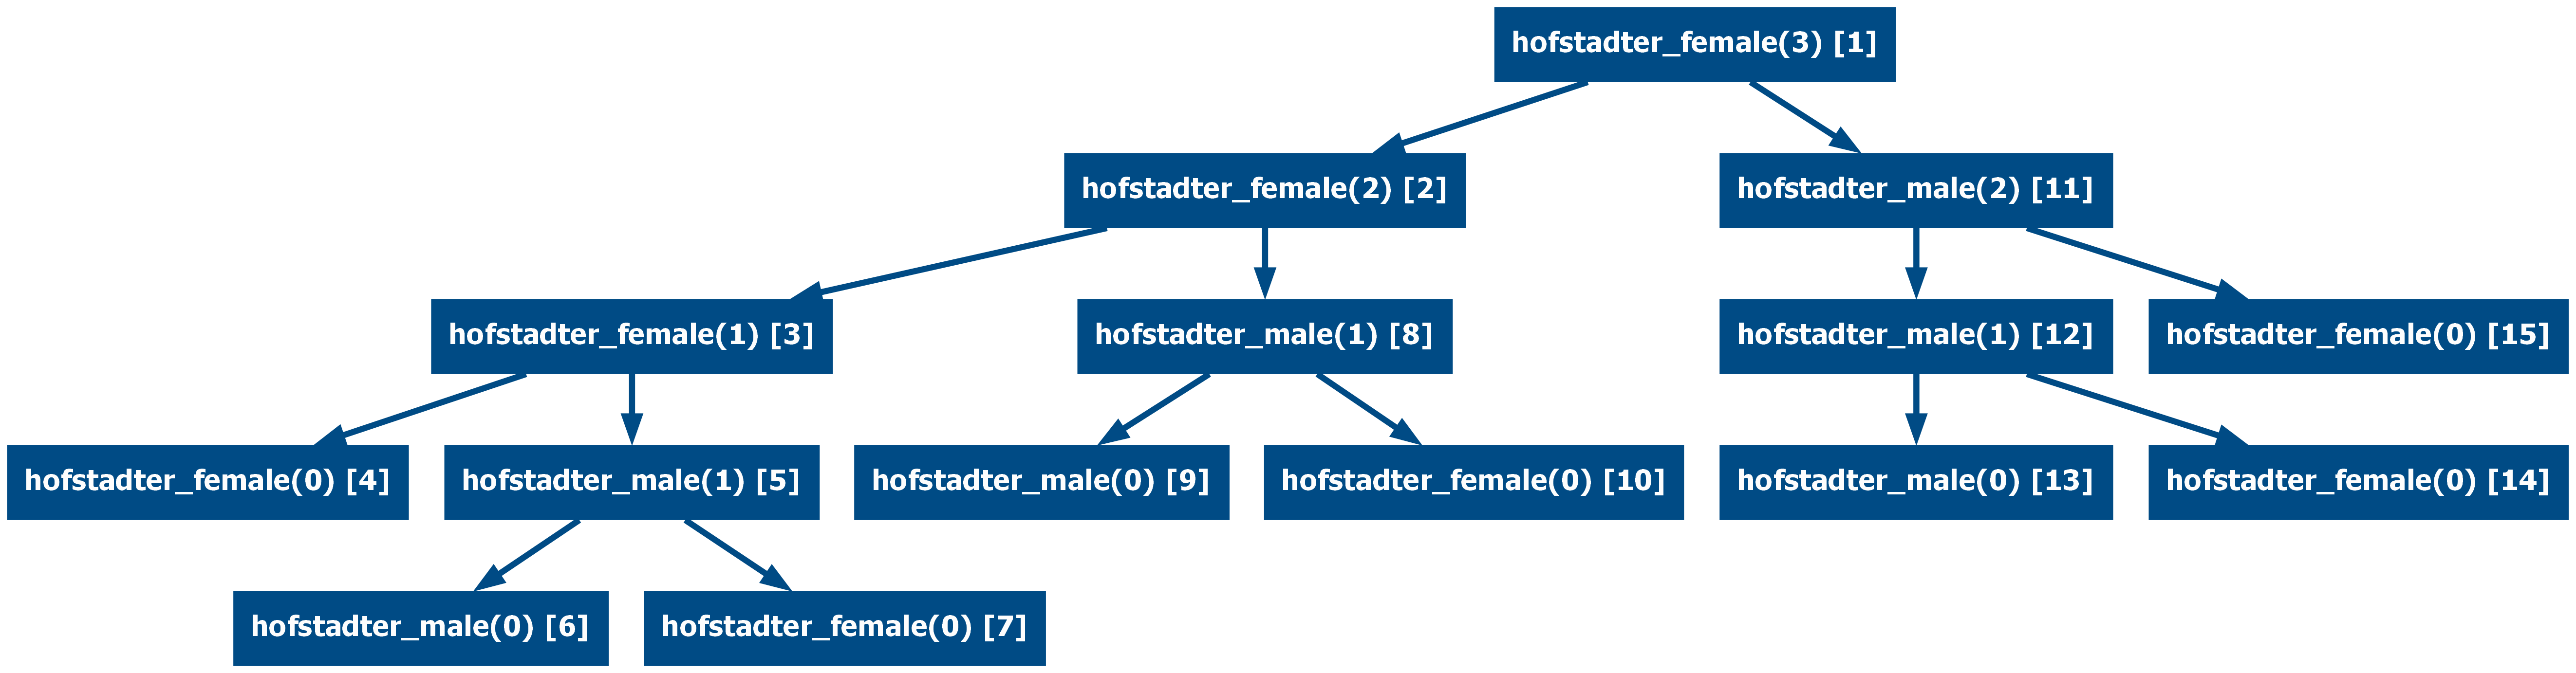 hofstadter_female(3) [1]
hofstadter_female(2) [2]
hofstadter_male(2) [11]
hofstadter_female(1) [3]
hofstadter_male(1) [8]
hofstadter_male(1) [12]
hofstadter_female(0) [15]
hofstadter_female(0) [4]
hofstadter_male(1) [5]
hofstadter_male(0) [9]
hofstadter_female(0) [10]
hofstadter_male(0) [13]
hofstadter_female(0) [14]
hofstadter_male(0) [6]
hofstadter_female(0) [7]